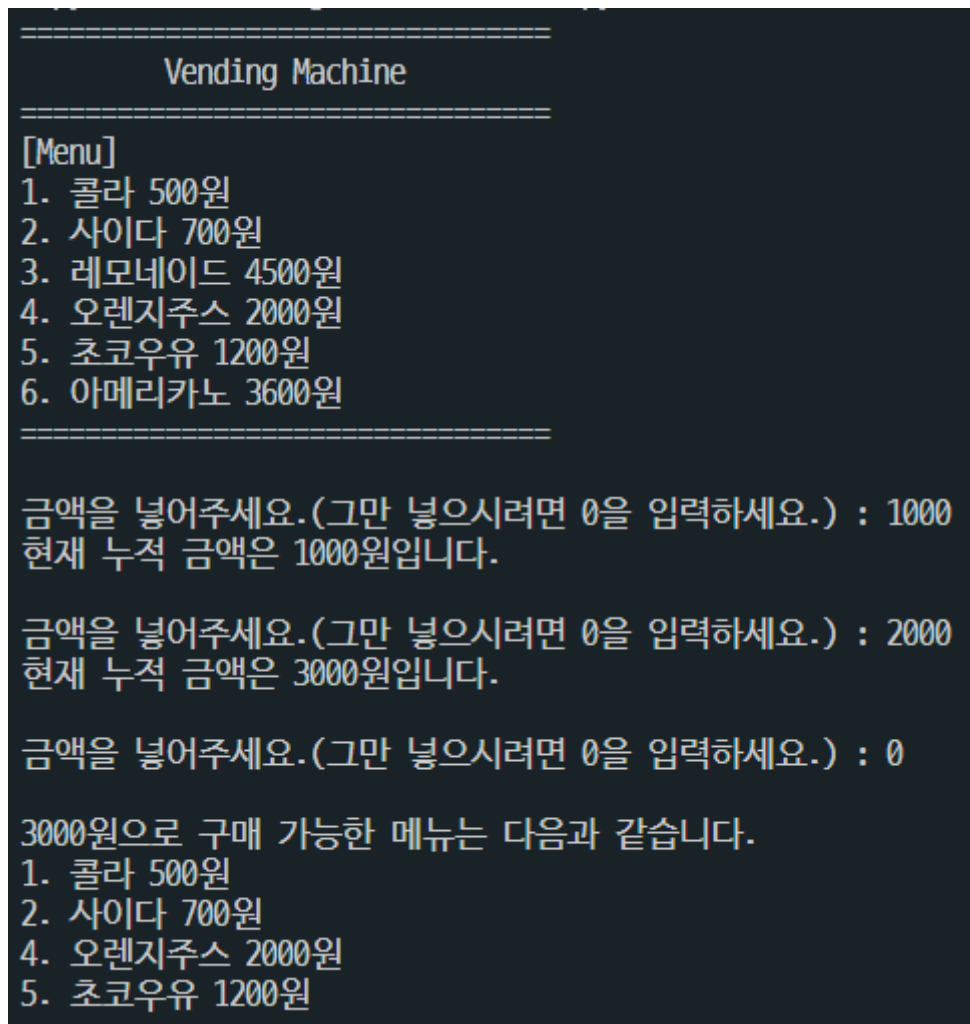 =================================
Vending Machine
=================================
[Menu]
1. 콜라 500원
2. 사이다 700원
3. 레모네이드 4500원
4. 오렌지주스 2000원
5. 초코우유 1200원
6. 아메리카노 3600원
=================================
금액을 넣어주세요.(그만 넣으시려면 0을 입력하세요.) : 1000
현재 누적 금액은 1000원입니다.
금액을 넣어주세요.(그만 넣으시려면 0을 입력하세요.) : 2000
현재 누적 금액은 3000원입니다.
금액을 넣어주세요.(그만 넣으시려면 0을 입력하세요.) : 0
3000원으로 구매 가능한 메뉴는 다음과 같습니다.
1. 콜라 500원
2. 사이다 700원
4. 오렌지주스 2000원
5. 초코우유 1200원